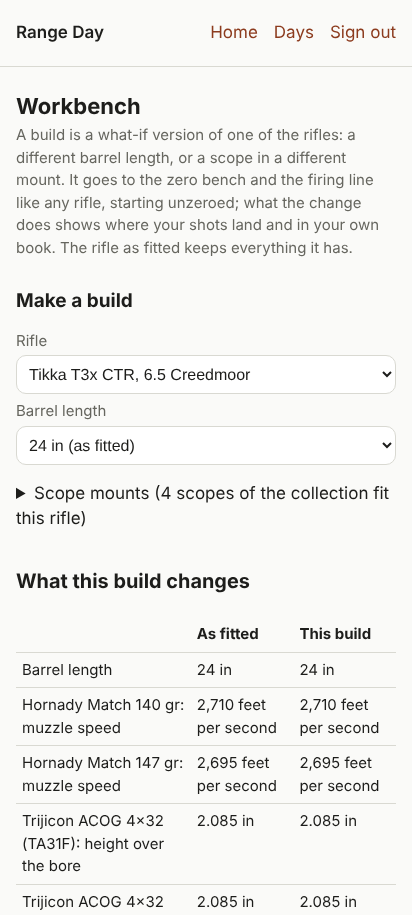 Range Day Home Days Sign out
Workbench
A build is a what-if version of one of the rifles: a
different barrel length, or a scope in a different
mount. It goes to the zero bench and the firing line
like any rifle, starting unzeroed; what the change
does shows where your shots land and in your own
book. The rifle as fitted keeps everything it has.
Make a build
Rifle
Tikka T3x CTR, 6.5 Creedmoor
Barrel length
24 in (as fitted)
Scope mounts (4 scopes of the collection fit
this rifle)
What this build changes
As fitted This build
Barrel length 24 in 24 in
Hornady Match 140 gr: 2,710 feet 2,710 feet
muzzle speed per second per second
Hornady Match 147 gr: 2,695 feet 2,695 feet
muzzle speed per second per second
Trijicon ACOG 4×32 2.085 in 2.085 in
(TA31F): height over
the bore
Trijicon ACOG 4×32 2.085 in 2.085 in